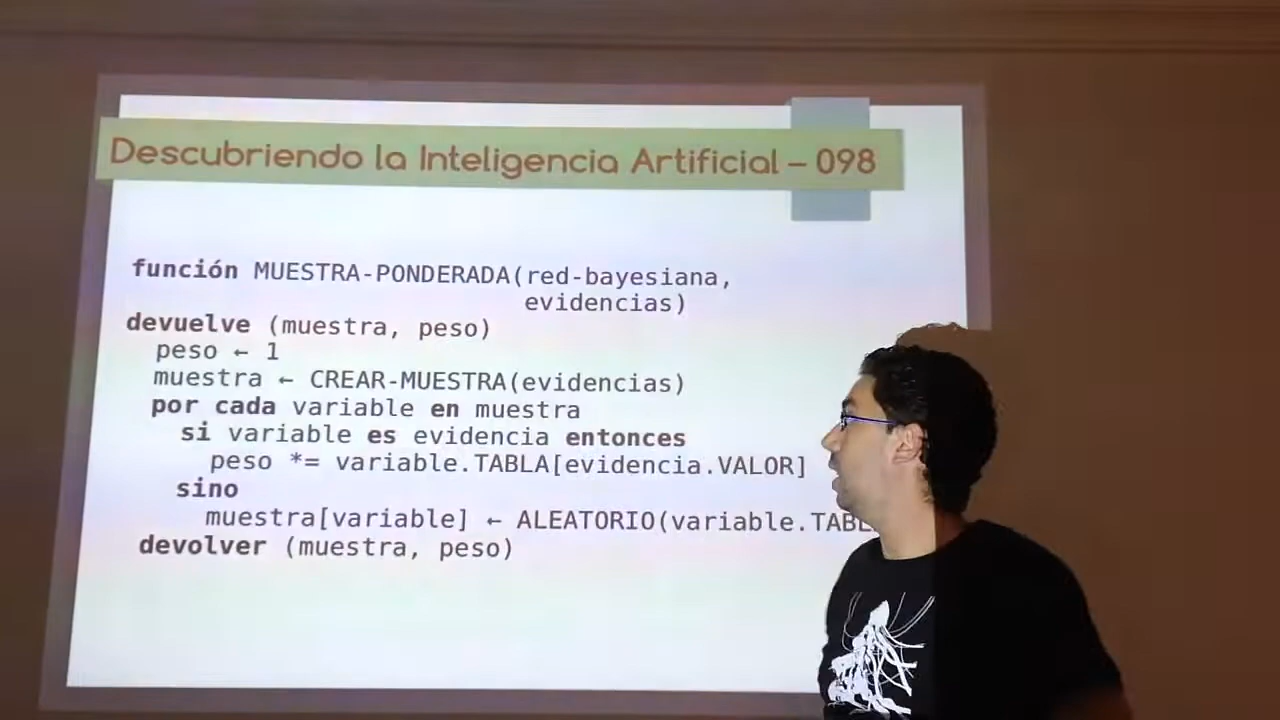 Descubriendo la Inteligencia Artificial – 098
función MUESTRA-PONDERADA(red-bayesiana,
evidencias)
devuelve (muestra, peso)
peso ← 1
muestra ← CREAR-MUESTRA(evidencias)
por cada variable en muestra
si variable es evidencia entonces
peso *= variable.TABLA[evidencia.VALOR]
sino
muestra[variable] ← ALEATORIO(variable.TABL
devolver (muestra, peso)